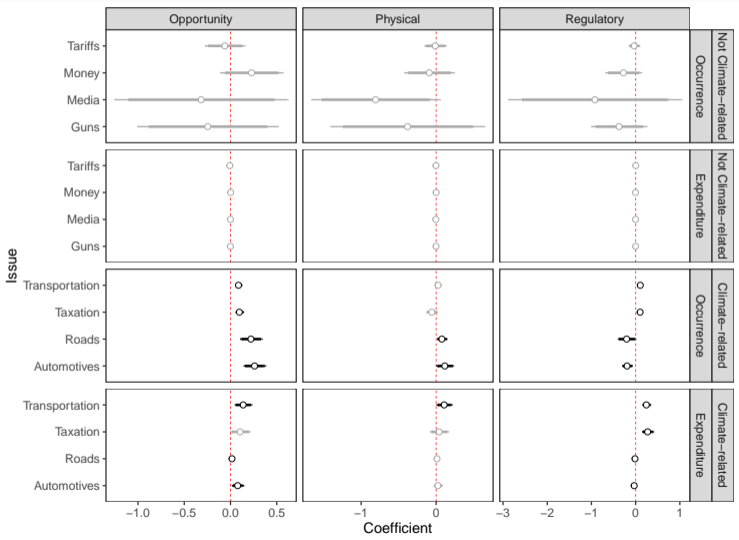 Opportunity Physical Regulatory
Tariffs
Money
Media
Guns
Not Climate−related
Occurrence
Tariffs
Money
Media
Guns
Not Climate−related
Expenditure
Transportation
Taxation
Roads
Automotives
Climate−related
Occurrence
Transportation
Taxation
Roads
Automotives
Climate−related
Expenditure
Issue
−1.0 −0.5 0.0 0.5 −1 0 −3 −2 −1 0 1
Coefficient